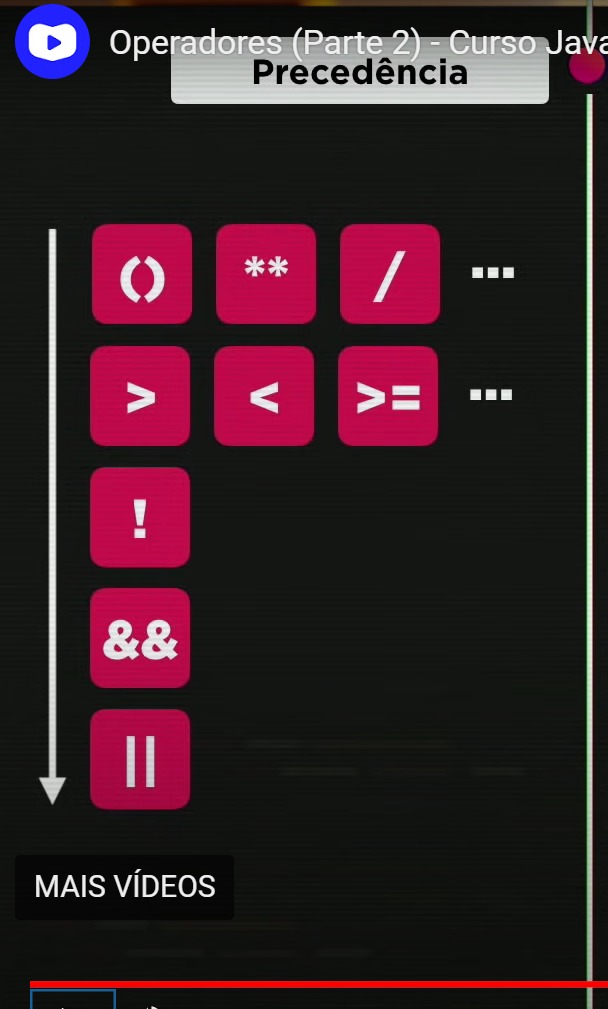 Operadores (Parte 2) - Curso Java
Precedência
() ** / ...
> < >= ...
!
&&
||
MAIS VÍDEOS